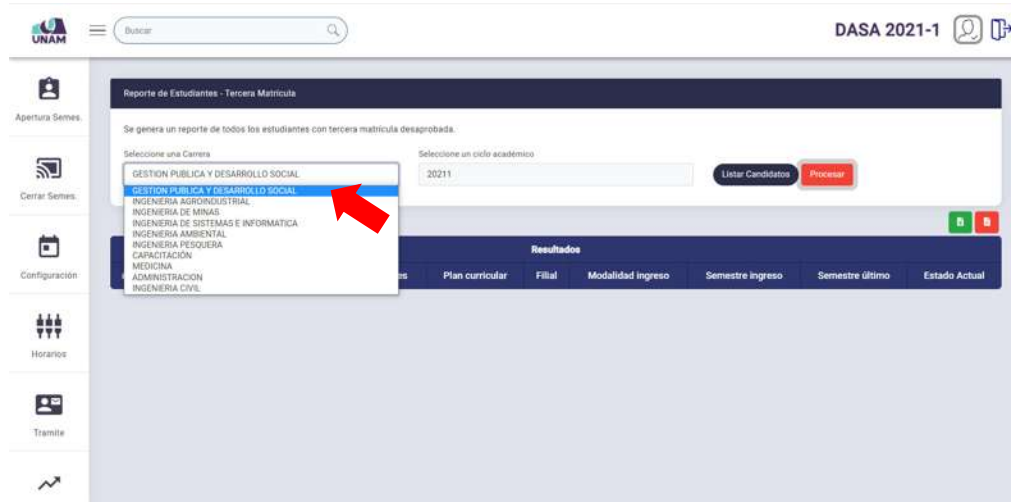 UNAM
Buscar
DASA 2021-1
Apertura Semes.
Cerrar Semes.
Configuración
Horarios
Tramite
Reporte de Estudiantes - Tercera Matrícula
Se genera un reporte de todos los estudiantes con tercera matrícula desaprobada.
Seleccione una Carrera
Seleccione un ciclo académico
GESTION PUBLICA Y DESARROLLO SOCIAL
20211
Listar Candidatos
Procesar
GESTION PUBLICA Y DESARROLLO SOCIAL
INGENIERIA AGROINDUSTRIAL
INGENIERIA DE MINAS
INGENIERIA DE SISTEMAS E INFORMATICA
INGENIERIA AMBIENTAL
INGENIERIA PESQUERA
CAPACITACIÓN
MEDICINA
ADMINISTRACION
INGENIERIA CIVIL
Resultados
Plan curricular
Filial
Modalidad ingreso
Semestre ingreso
Semestre último
Estado Actual